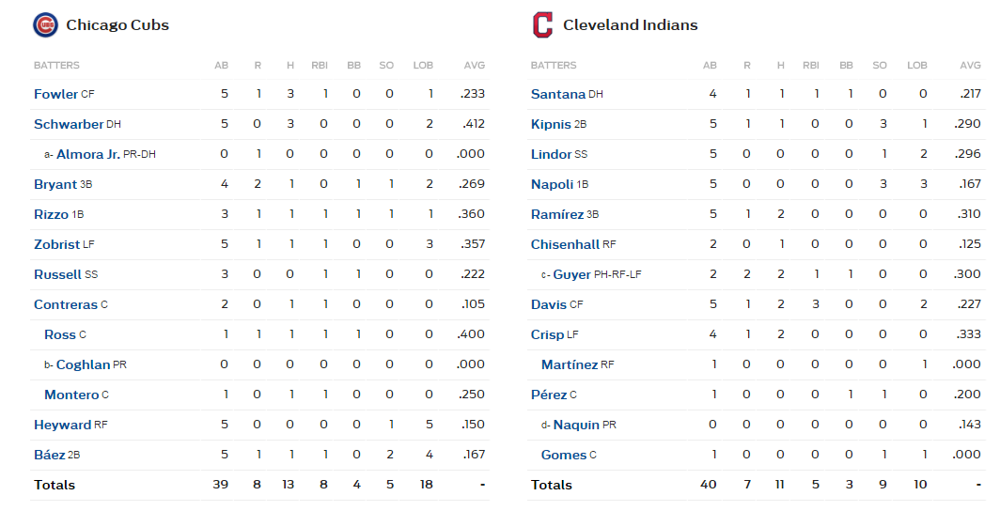 Chicago Cubs
BATTERS AB R H RBI BB SO LOB AVG
Fowler CF 5 1 3 1 0 0 1 .233
Schwarber DH 5 0 3 0 0 0 2 .412
a- Almora Jr. PR-DH 0 1 0 0 0 0 0 .000
Bryant 3B 4 2 1 0 1 1 2 .269
Rizzo 1B 3 1 1 1 1 1 1 .360
Zobrist LF 5 1 1 1 0 0 3 .357
Russell SS 3 0 0 1 1 0 0 .222
Contreras C 2 0 1 1 0 0 0 .105
Ross C 1 1 1 1 1 0 0 .400
b- Coghlan PR 0 0 0 0 0 0 0 .000
Montero C 1 0 1 1 0 0 0 .250
Heyward RF 5 0 0 0 0 1 5 .150
Báez 2B 5 1 1 1 0 2 4 .167
Totals 39 8 13 8 4 5 18 -
Cleveland Indians
BATTERS AB R H RBI BB SO LOB AVG
Santana DH 4 1 1 1 1 0 0 .217
Kipnis 2B 5 1 1 0 0 3 1 .290
Lindor SS 5 0 0 0 0 1 2 .296
Napoli 1B 5 0 0 0 0 3 3 .167
Ramírez 3B 5 1 2 0 0 0 0 .310
Chisenhall RF 2 0 1 0 0 0 0 .125
c- Guyer PH-RF-LF 2 2 2 1 1 0 0 .300
Davis CF 5 1 2 3 0 0 2 .227
Crisp LF 4 1 2 0 0 0 0 .333
Martínez RF 1 0 0 0 0 0 1 .000
Pérez C 1 0 0 0 1 1 0 .200
d- Naquin PR 0 0 0 0 0 0 0 .143
Gomes C 1 0 0 0 0 1 1 .000
Totals 40 7 11 5 3 9 10 -